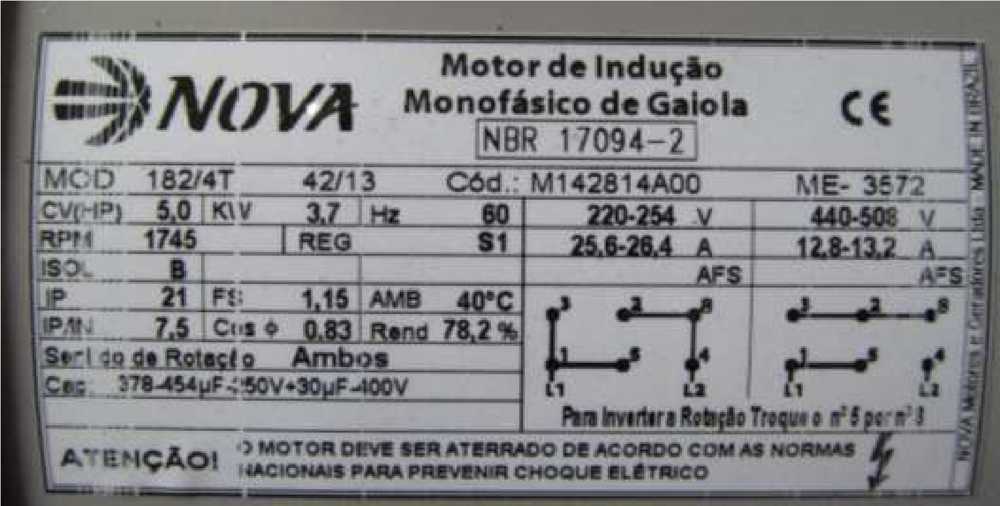 NOVA
Motor de Indução
Monofásico de Gaiola
NBR 17094-2
CE
MOD 182/4T 42/13 Cód.: M142814A00 ME- 3572
CV(HP) 5,0 KW 3,7 Hz 60 220-254 V 440-508 V
RPM 1745 REG S1 25,6-26,4 A 12,8-13,2 A
ISOL B AFS AFS
IP 21 FS 1,15 AMB 40°C
IP/IN 7,5 Cos ϕ 0,83 Rend 78,2 %
Sentido de Rotação Ambos
Cap: 378-454µF-250V+30µF-400V
3 2 6 3 2 6
1 5 4 1 5 4
L1 L2 L1 L2
Para Inverter a Rotação Troque o nº 5 por nº
ATENÇÃO!
O MOTOR DEVE SER ATERRADO DE ACORDO COM AS NORMAS
NACIONAIS PARA PREVENIR CHOQUE ELÉTRICO
NOVA Motores e Geradores Ltda. MADE IN BRAZIL